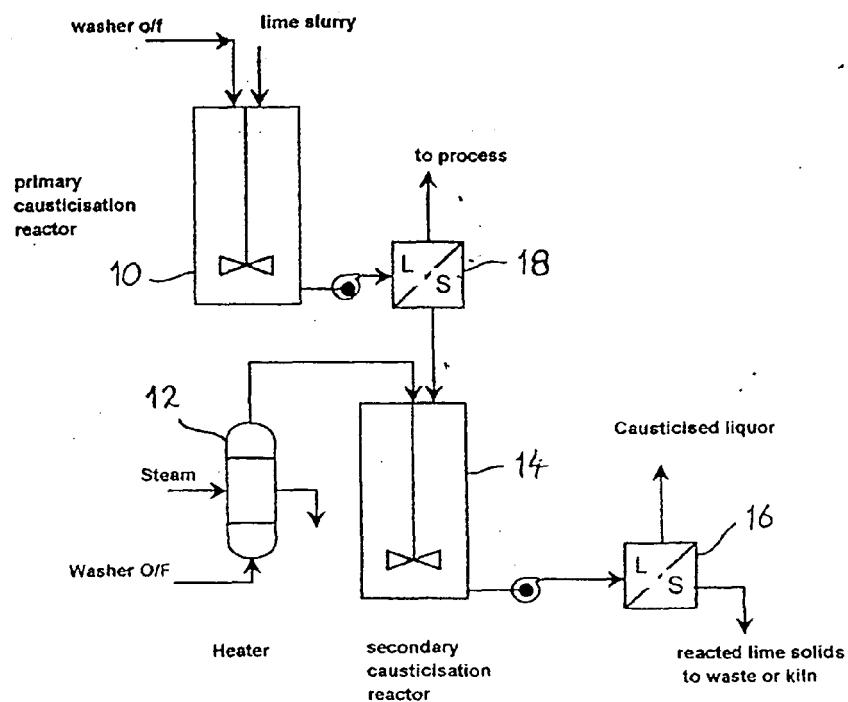 washer o/f
lime slurry
primary
causticisation
reactor
to process
10
L
S
18
12
Steam
Washer O/F
Heater
14
secondary
causticisation
reactor
Causticised liquor
L
S
16
reacted lime solids
to waste or kiln